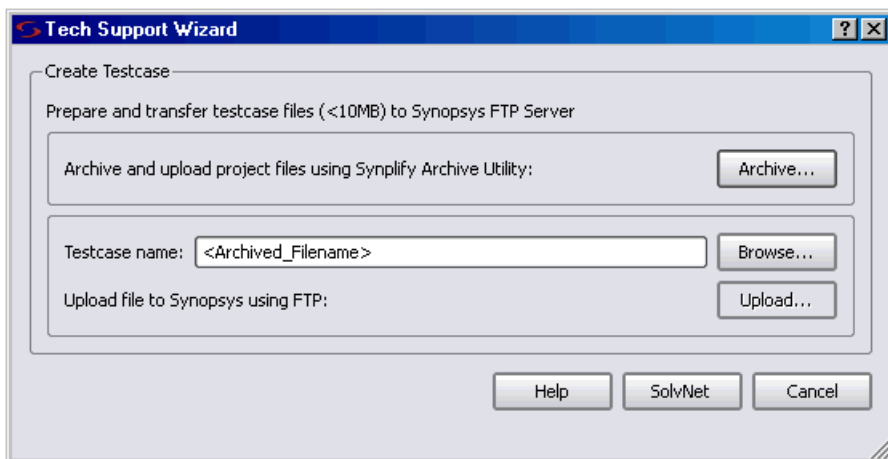 Tech Support Wizard
Create Testcase
Prepare and transfer testcase files (<10MB) to Synopsys FTP Server
Archive and upload project files using Synplify Archive Utility: Archive...
Testcase name: <Archived_Filename> Browse...
Upload file to Synopsys using FTP: Upload...
Help SolvNet Cancel